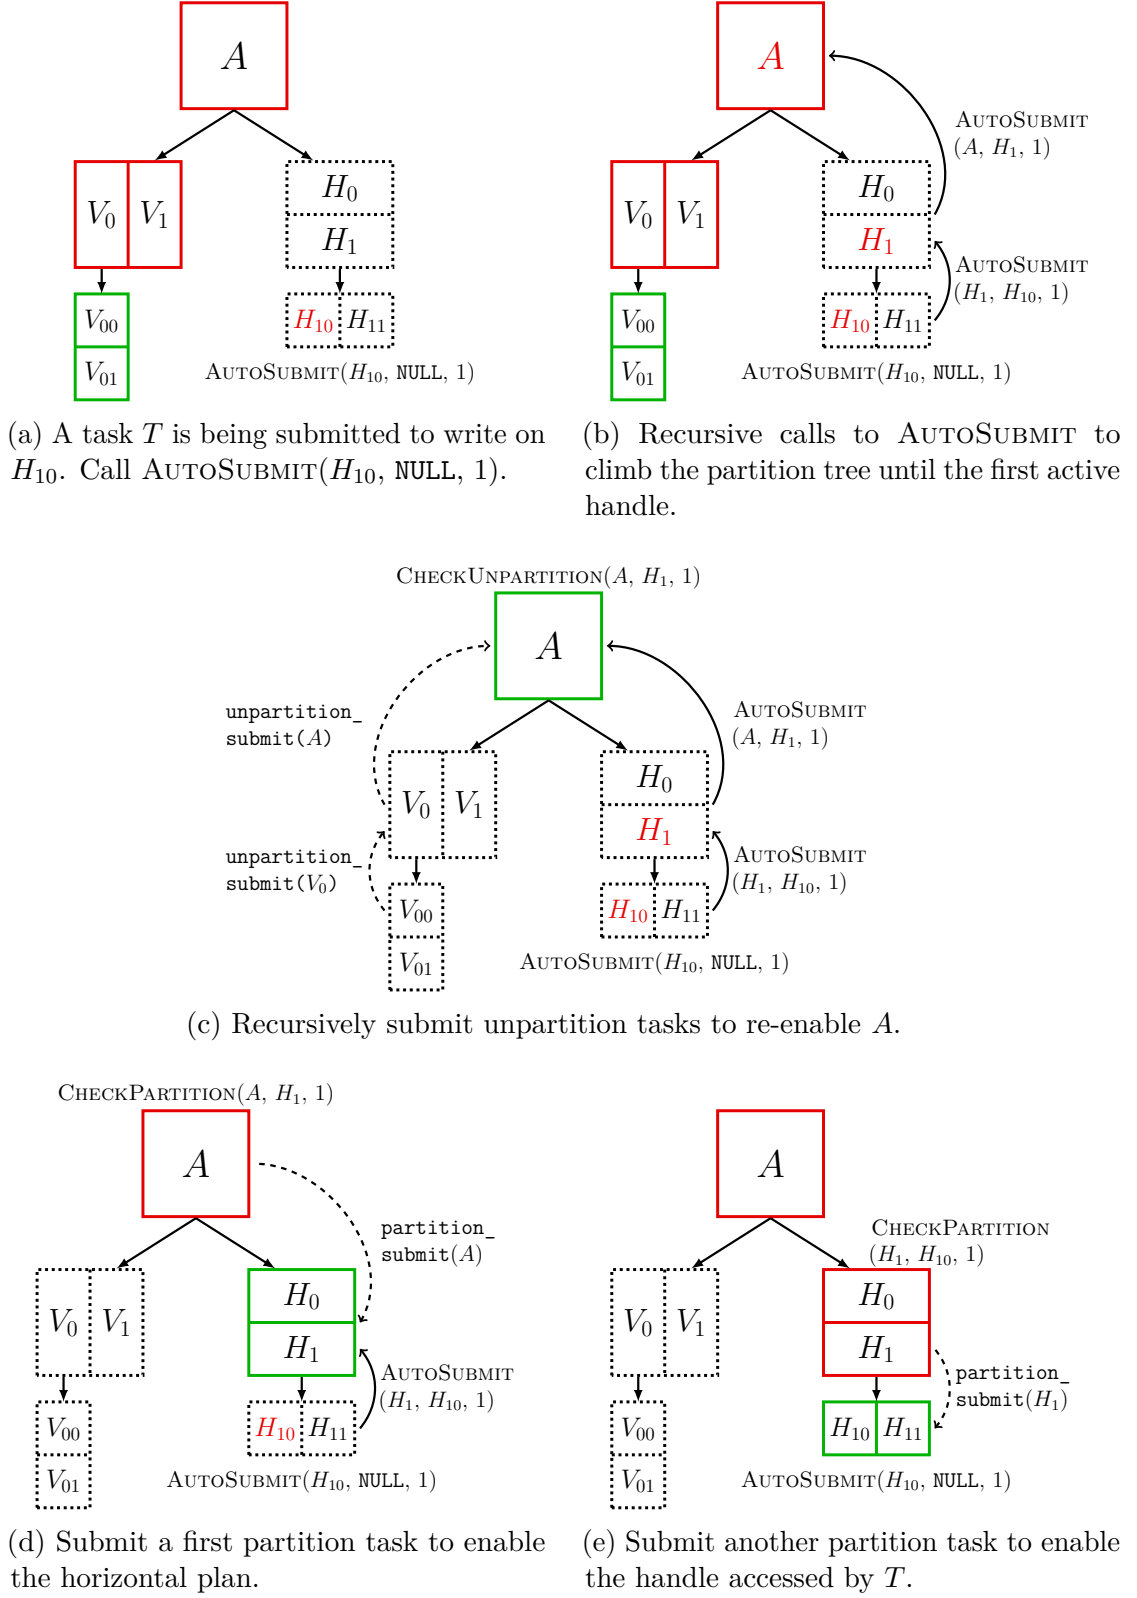 A
V0 V1
H0
H1
V00
V01
H10 H11
AUTOSUBMIT(H10, NULL, 1)
(a) A task T is being submitted to write on
H10. Call AUTOSUBMIT(H10, NULL, 1).
A
AUTOSUBMIT
(A, H1, 1)
V0 V1
H0
H1
AUTOSUBMIT
(H1, H10, 1)
V00
V01
H10 H11
AUTOSUBMIT(H10, NULL, 1)
(b) Recursive calls to AUTOSUBMIT to
climb the partition tree until the first active
handle.
CHECKUNPARTITION(A, H1, 1)
A
unpartition_
submit(A)
AUTOSUBMIT
(A, H1, 1)
V0 V1
H0
H1
unpartition_
submit(V0)
AUTOSUBMIT
(H1, H10, 1)
V00
V01
H10 H11
AUTOSUBMIT(H10, NULL, 1)
(c) Recursively submit unpartition tasks to re-enable A.
CHECKPARTITION(A, H1, 1)
A
partition_
submit(A)
V0 V1
H0
H1
AUTOSUBMIT
(H1, H10, 1)
V00
V01
H10 H11
AUTOSUBMIT(H10, NULL, 1)
(d) Submit a first partition task to enable
the horizontal plan.
A
CHECKPARTITION
(H1, H10, 1)
V0 V1
H0
H1
partition_
submit(H1)
V00
V01
H10 H11
AUTOSUBMIT(H10, NULL, 1)
(e) Submit another partition task to enable
the handle accessed by T.